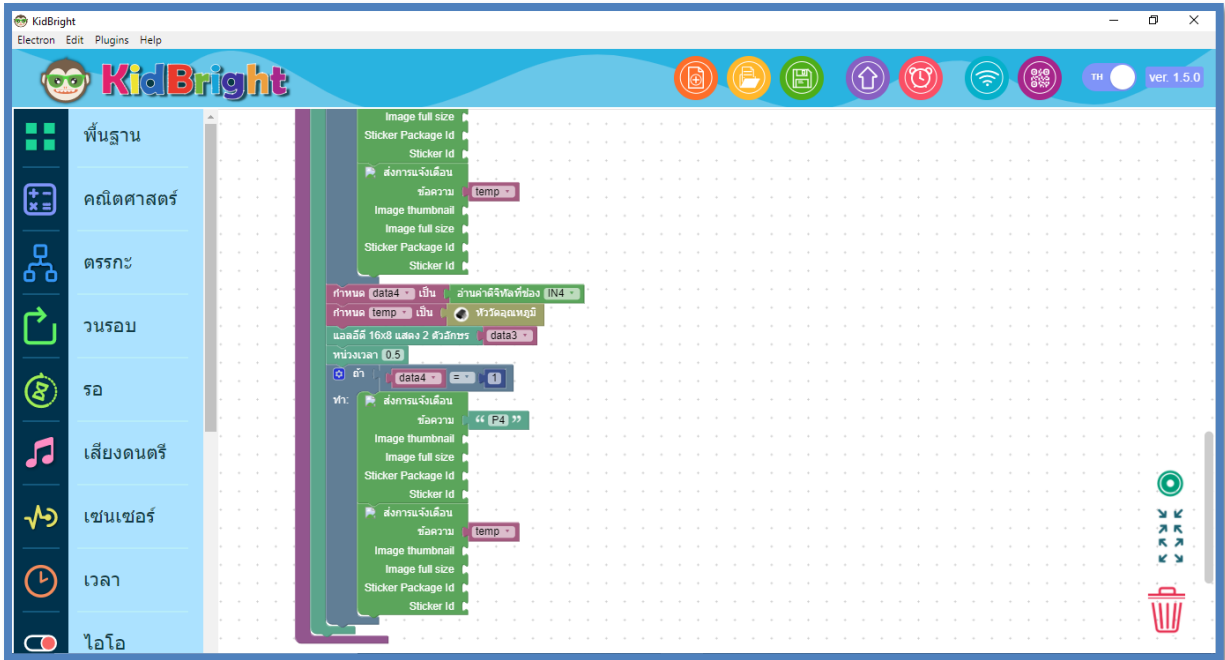 KidBright
Electron Edit Plugins Help
KidBright
TH
ver. 1.5.0
พื้นฐาน
คณิตศาสตร์
ตรรกะ
วนรอบ
รอ
เสียงดนตรี
เซ่นเซ่อร์
เวลา
ไอโอ
Image full size
Sticker Package Id
Sticker Id
ส่งการแจ้งเตือน
ข้อความ temp
Image thumbnail
Image full size
Sticker Package Id
Sticker Id
กำหนด data4 เป็น อ่านค่าดิจิทัลที่ช่อง IN4
กำหนด temp เป็น หัววัดอุณหภูมิ
แอลอีดี 16x8 แสดง 2 ตัวอักษร data3
หน่วงเวลา 0.5
ถ้า data4 = 1
ทำ: ส่งการแจ้งเตือน
ข้อความ “ P4 ”
Image thumbnail
Image full size
Sticker Package Id
Sticker Id
ส่งการแจ้งเตือน
ข้อความ temp
Image thumbnail
Image full size
Sticker Package Id
Sticker Id